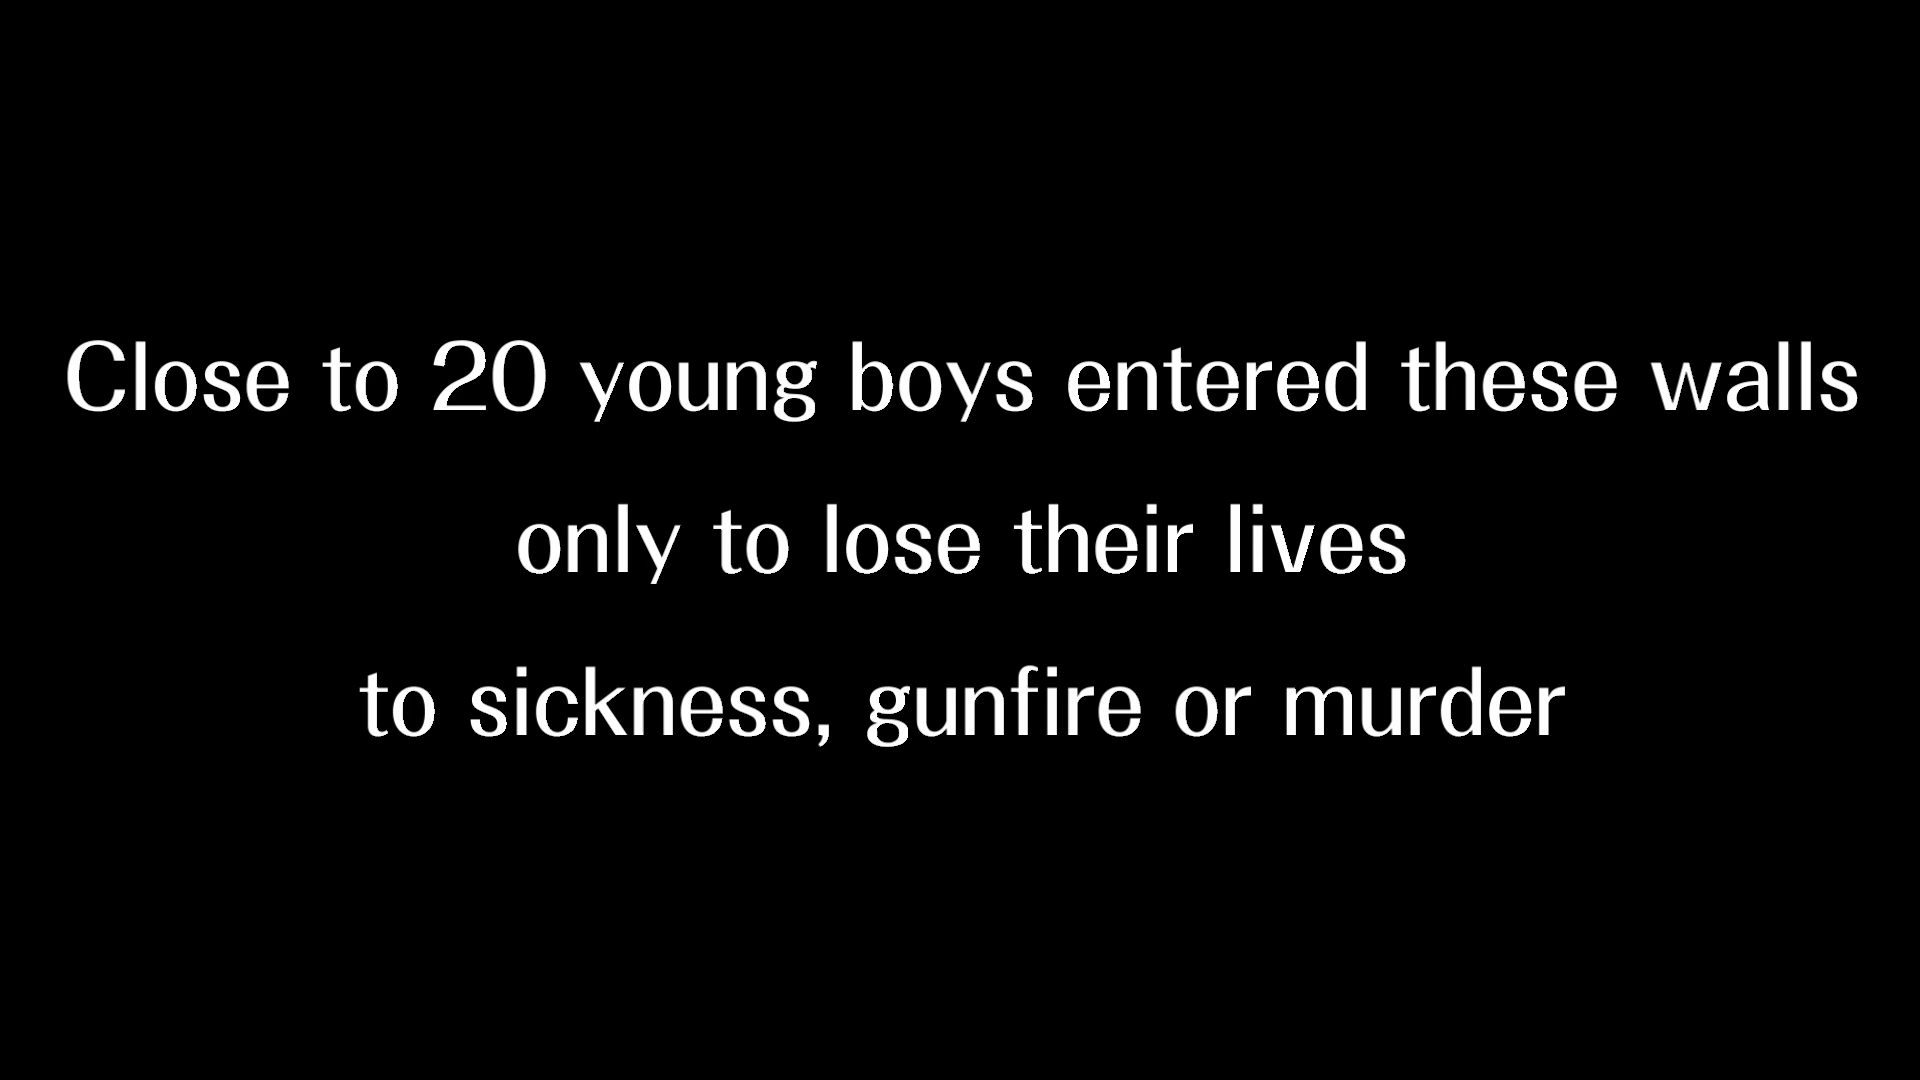 Close to 20 young boys entered these walls
only to lose their lives
to sickness, gunfire or murder